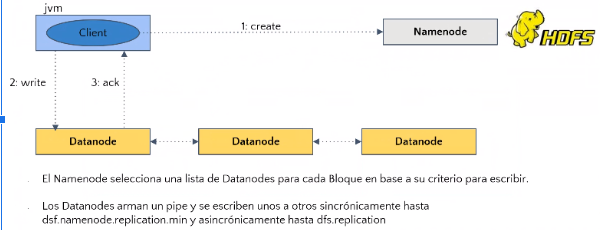 jvm
Client
1: create
Namenode
HDFS
2: write
3: ack
Datanode
Datanode
Datanode
El Namenode selecciona una lista de Datanodes para cada Bloque en base a su criterio para escribir.
Los Datanodes arman un pipe y se escriben unos a otros sincrónicamente hasta
dsf.namenode.replication.min y asincrónicamente hasta dfs.replication